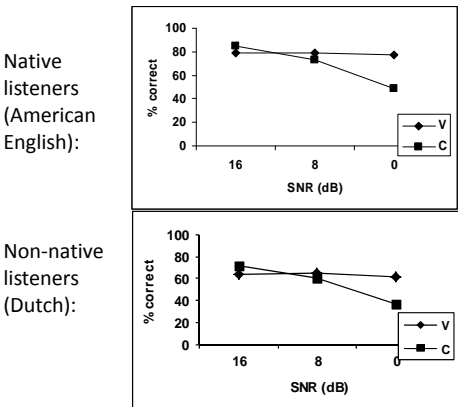 Native
listeners
(American
English):
100
80
60
40
20
0
% correct
16 8 0
SNR (dB)
V
C
Non-native
listeners
(Dutch):
100
80
60
40
20
0
% correct
16 8 0
SNR (dB)
V
C